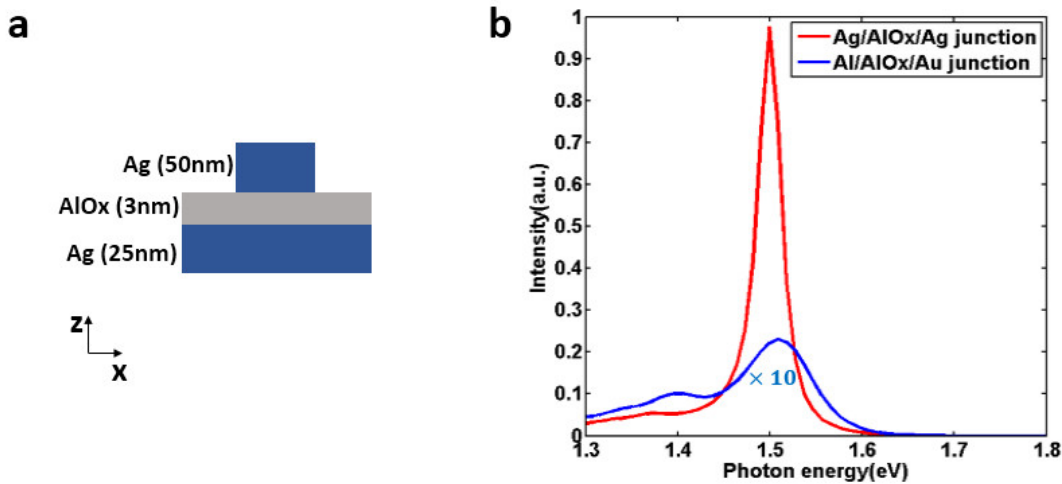 a
Ag (50nm)
AlOx (3nm)
Ag (25nm)
z
x
b
Ag/AlOx/Ag junction
Al/AlOx/Au junction
Intensity(a.u.)
1
0.9
0.8
0.7
0.6
0.5
0.4
0.3
0.2
0.1
0
× 10
1.3 1.4 1.5 1.6 1.7 1.8
Photon energy(eV)